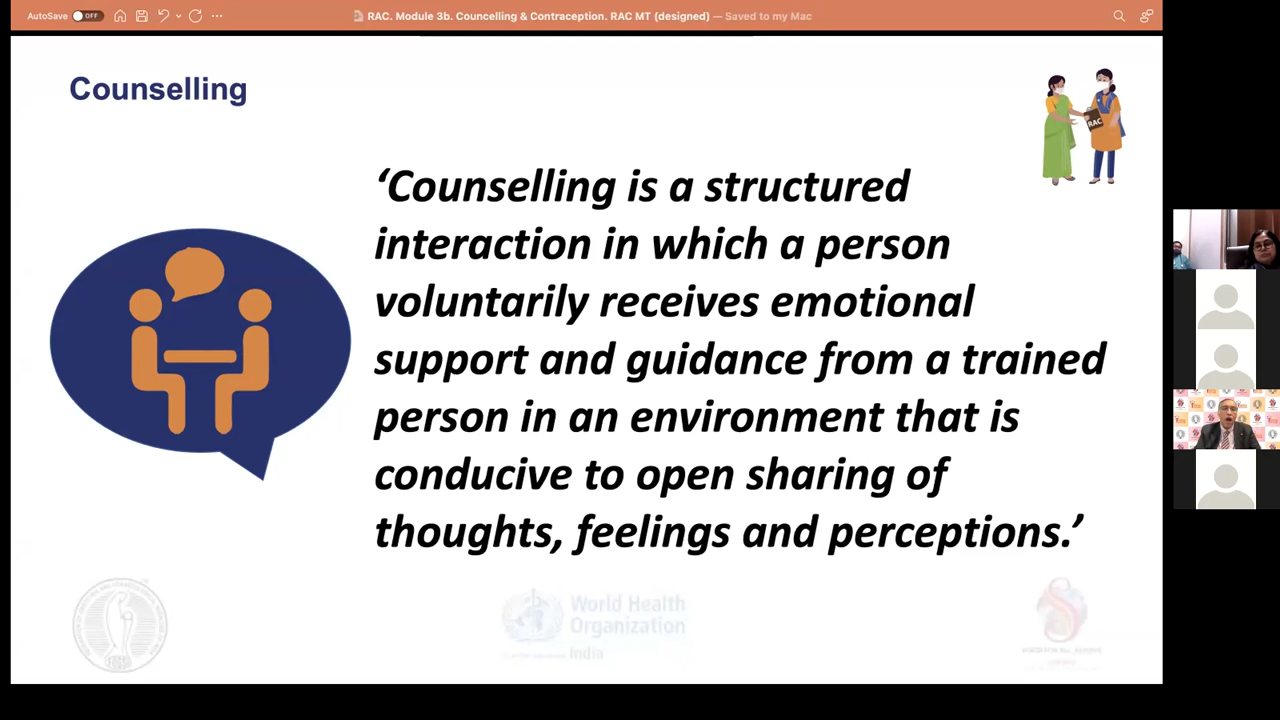 AutoSave OFF
RAC. Module 3b. Councelling & Contraception. RAC MT (designed) — Saved to my Mac
Counselling
RAC
‘Counselling is a structured
interaction in which a person
voluntarily receives emotional
support and guidance from a trained
person in an environment that is
conducive to open sharing of
thoughts, feelings and perceptions.’
World Health
Organization
India